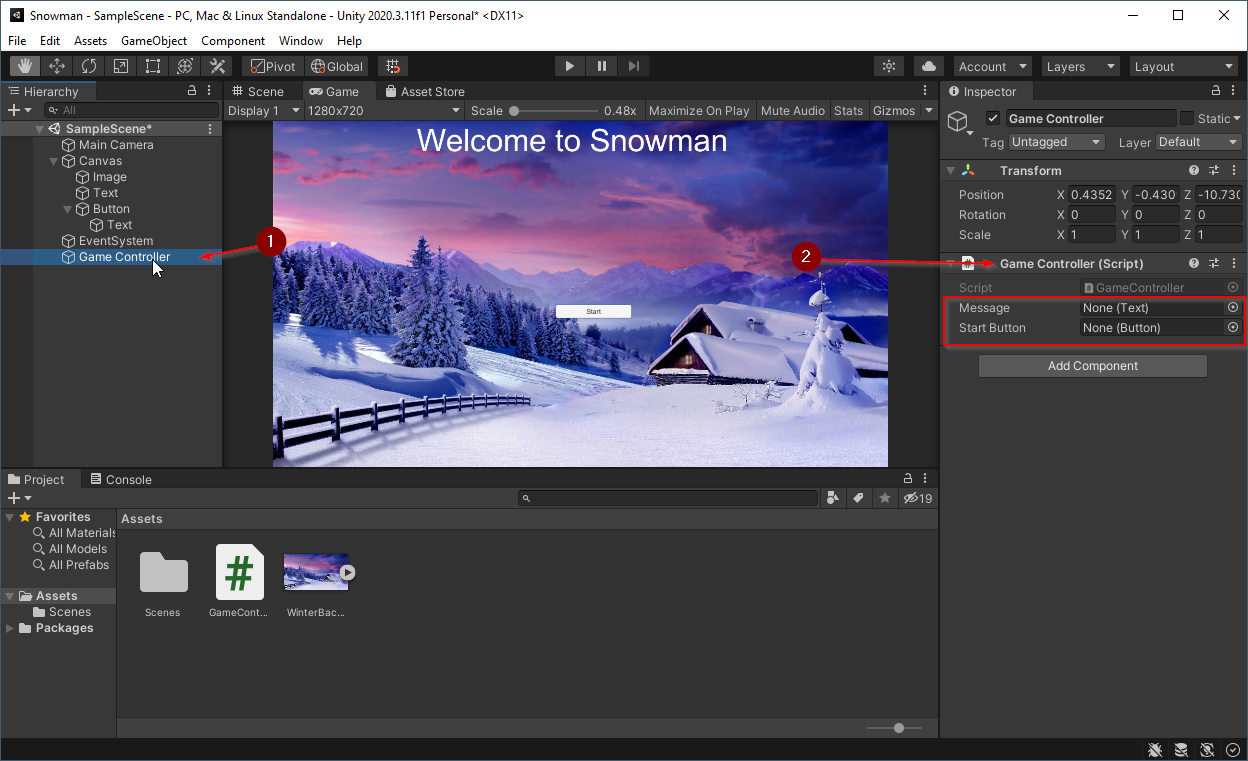 Snowman - SampleScene - PC, Mac & Linux Standalone - Unity 2020.3.11f1 Personal* <DX11>
File Edit Assets GameObject Component Window Help
Pivot Global Account Layers Layout
Hierarchy
All
SampleScene*
Main Camera
Canvas
Image
Text
Button
Text
EventSystem
Game Controller
1
Scene Game Asset Store
Display 1 1280x720 Scale 0.48x Maximize On Play Mute Audio Stats Gizmos
Welcome to Snowman
Start
2
Inspector
Game Controller Static
Tag Untagged Layer Default
Transform
Position X 0.4352 Y -0.430 Z -10.730
Rotation X 0 Y 0 Z 0
Scale X 1 Y 1 Z 1
# Game Controller (Script)
Script # GameController
Message None (Text)
Start Button None (Button)
Add Component
Project Console
19
Favorites
All Materials
All Models
All Prefabs
Assets
Scenes
Packages
Assets
#
Scenes GameCont... WinterBac...